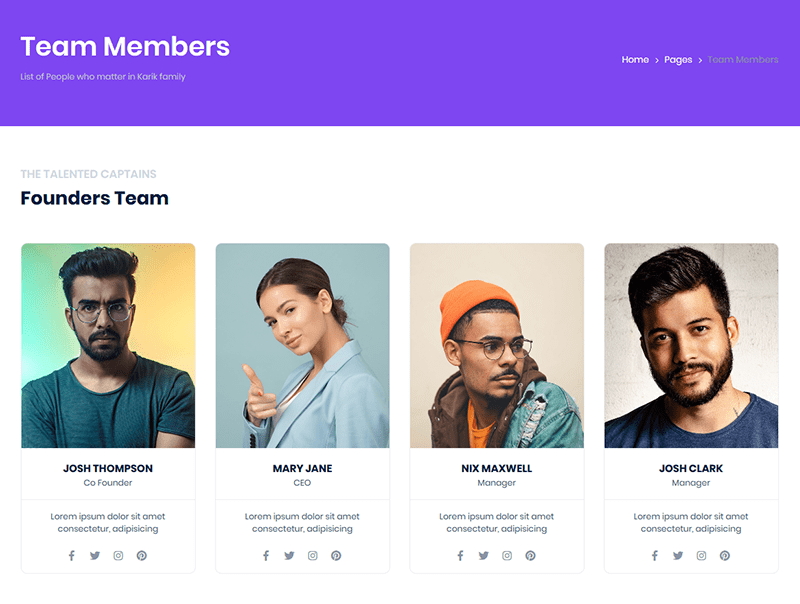 Team Members
List of People who matter in Karik family
Home > Pages > Team Members
THE TALENTED CAPTAINS
Founders Team
JOSH THOMPSON
Co Founder
Lorem ipsum dolor sit amet
consectetur, adipisicing
MARY JANE
CEO
Lorem ipsum dolor sit amet
consectetur, adipisicing
NIX MAXWELL
Manager
Lorem ipsum dolor sit amet
consectetur, adipisicing
JOSH CLARK
Manager
Lorem ipsum dolor sit amet
consectetur, adipisicing